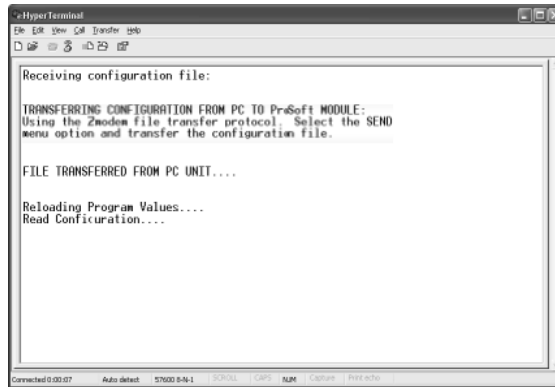 HyperTerminal
File Edit View Call Transfer Help
Receiving configuration file:
TRANSFERRING CONFIGURATION FROM PC TO ProSoft MODULE:
Using the Zmodem file transfer protocol. Select the SEND
menu option and transfer the configuration file.
FILE TRANSFERRED FROM PC UNIT....
Reloading Program Values....
Read Configuration....
Connected 0:00:07 Auto detect 57600 8-N-1 SCROLL CAPS NUM Capture Print echo